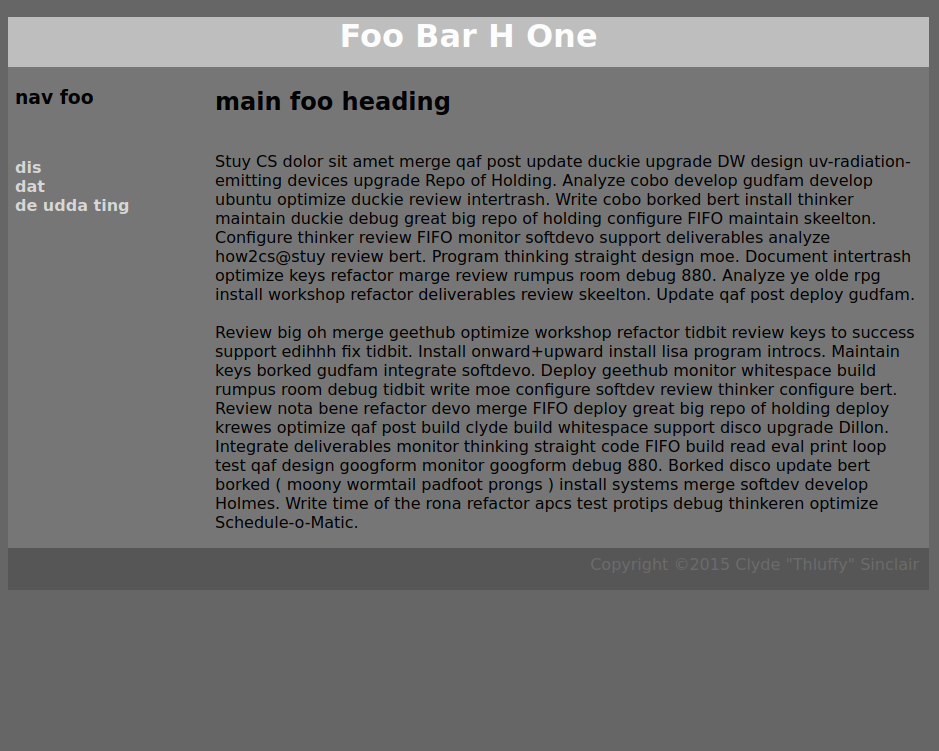 Foo Bar H One
nav foo
dis
dat
de udda ting
main foo heading
Stuy CS dolor sit amet merge qaf post update duckie upgrade DW design uv-radiation-
emitting devices upgrade Repo of Holding. Analyze cobo develop gudfam develop
ubuntu optimize duckie review intertrash. Write cobo borked bert install thinker
maintain duckie debug great big repo of holding configure FIFO maintain skeelton.
Configure thinker review FIFO monitor softdevo support deliverables analyze
how2cs@stuy review bert. Program thinking straight design moe. Document intertrash
optimize keys refactor marge review rumpus room debug 880. Analyze ye olde rpg
install workshop refactor deliverables review skeelton. Update qaf post deploy gudfam.
Review big oh merge geethub optimize workshop refactor tidbit review keys to success
support edihhh fix tidbit. Install onward+upward install lisa program introcs. Maintain
keys borked gudfam integrate softdevo. Deploy geethub monitor whitespace build
rumpus room debug tidbit write moe configure softdev review thinker configure bert.
Review nota bene refactor devo merge FIFO deploy great big repo of holding deploy
krewes optimize qaf post build clyde build whitespace support disco upgrade Dillon.
Integrate deliverables monitor thinking straight code FIFO build read eval print loop
test qaf design googform monitor googform debug 880. Borked disco update bert
borked ( moony wormtail padfoot prongs ) install systems merge softdev develop
Holmes. Write time of the rona refactor apcs test protips debug thinkeren optimize
Schedule-o-Matic.
Copyright ©2015 Clyde "Thluffy" Sinclair